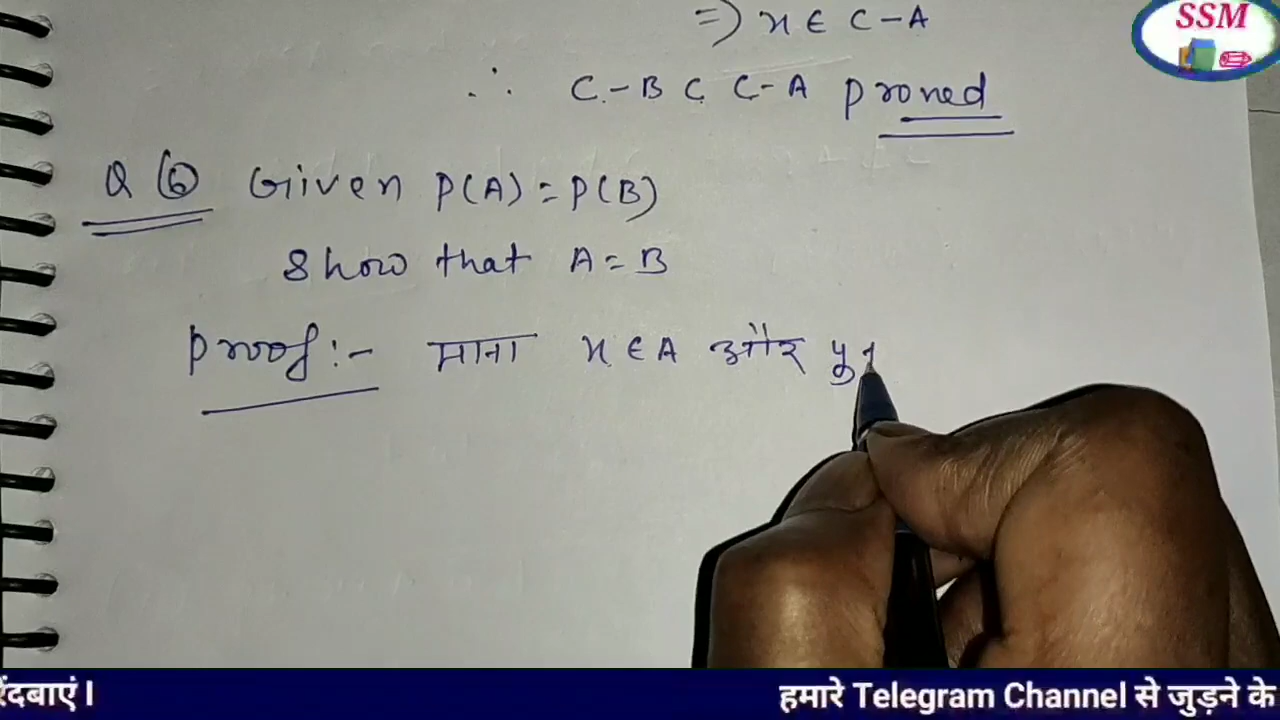 SSM
=) x ∈ C-A
∴ C-B ⊂ C-A proved
Q (6) Given P(A) = P(B)
Show that A = B
Proof :- माना x ∈ A और
रेंदबाएं । हमारे Telegram Channel से जुड़ने के